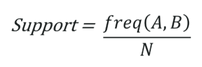 Support = freq(A, B)
N